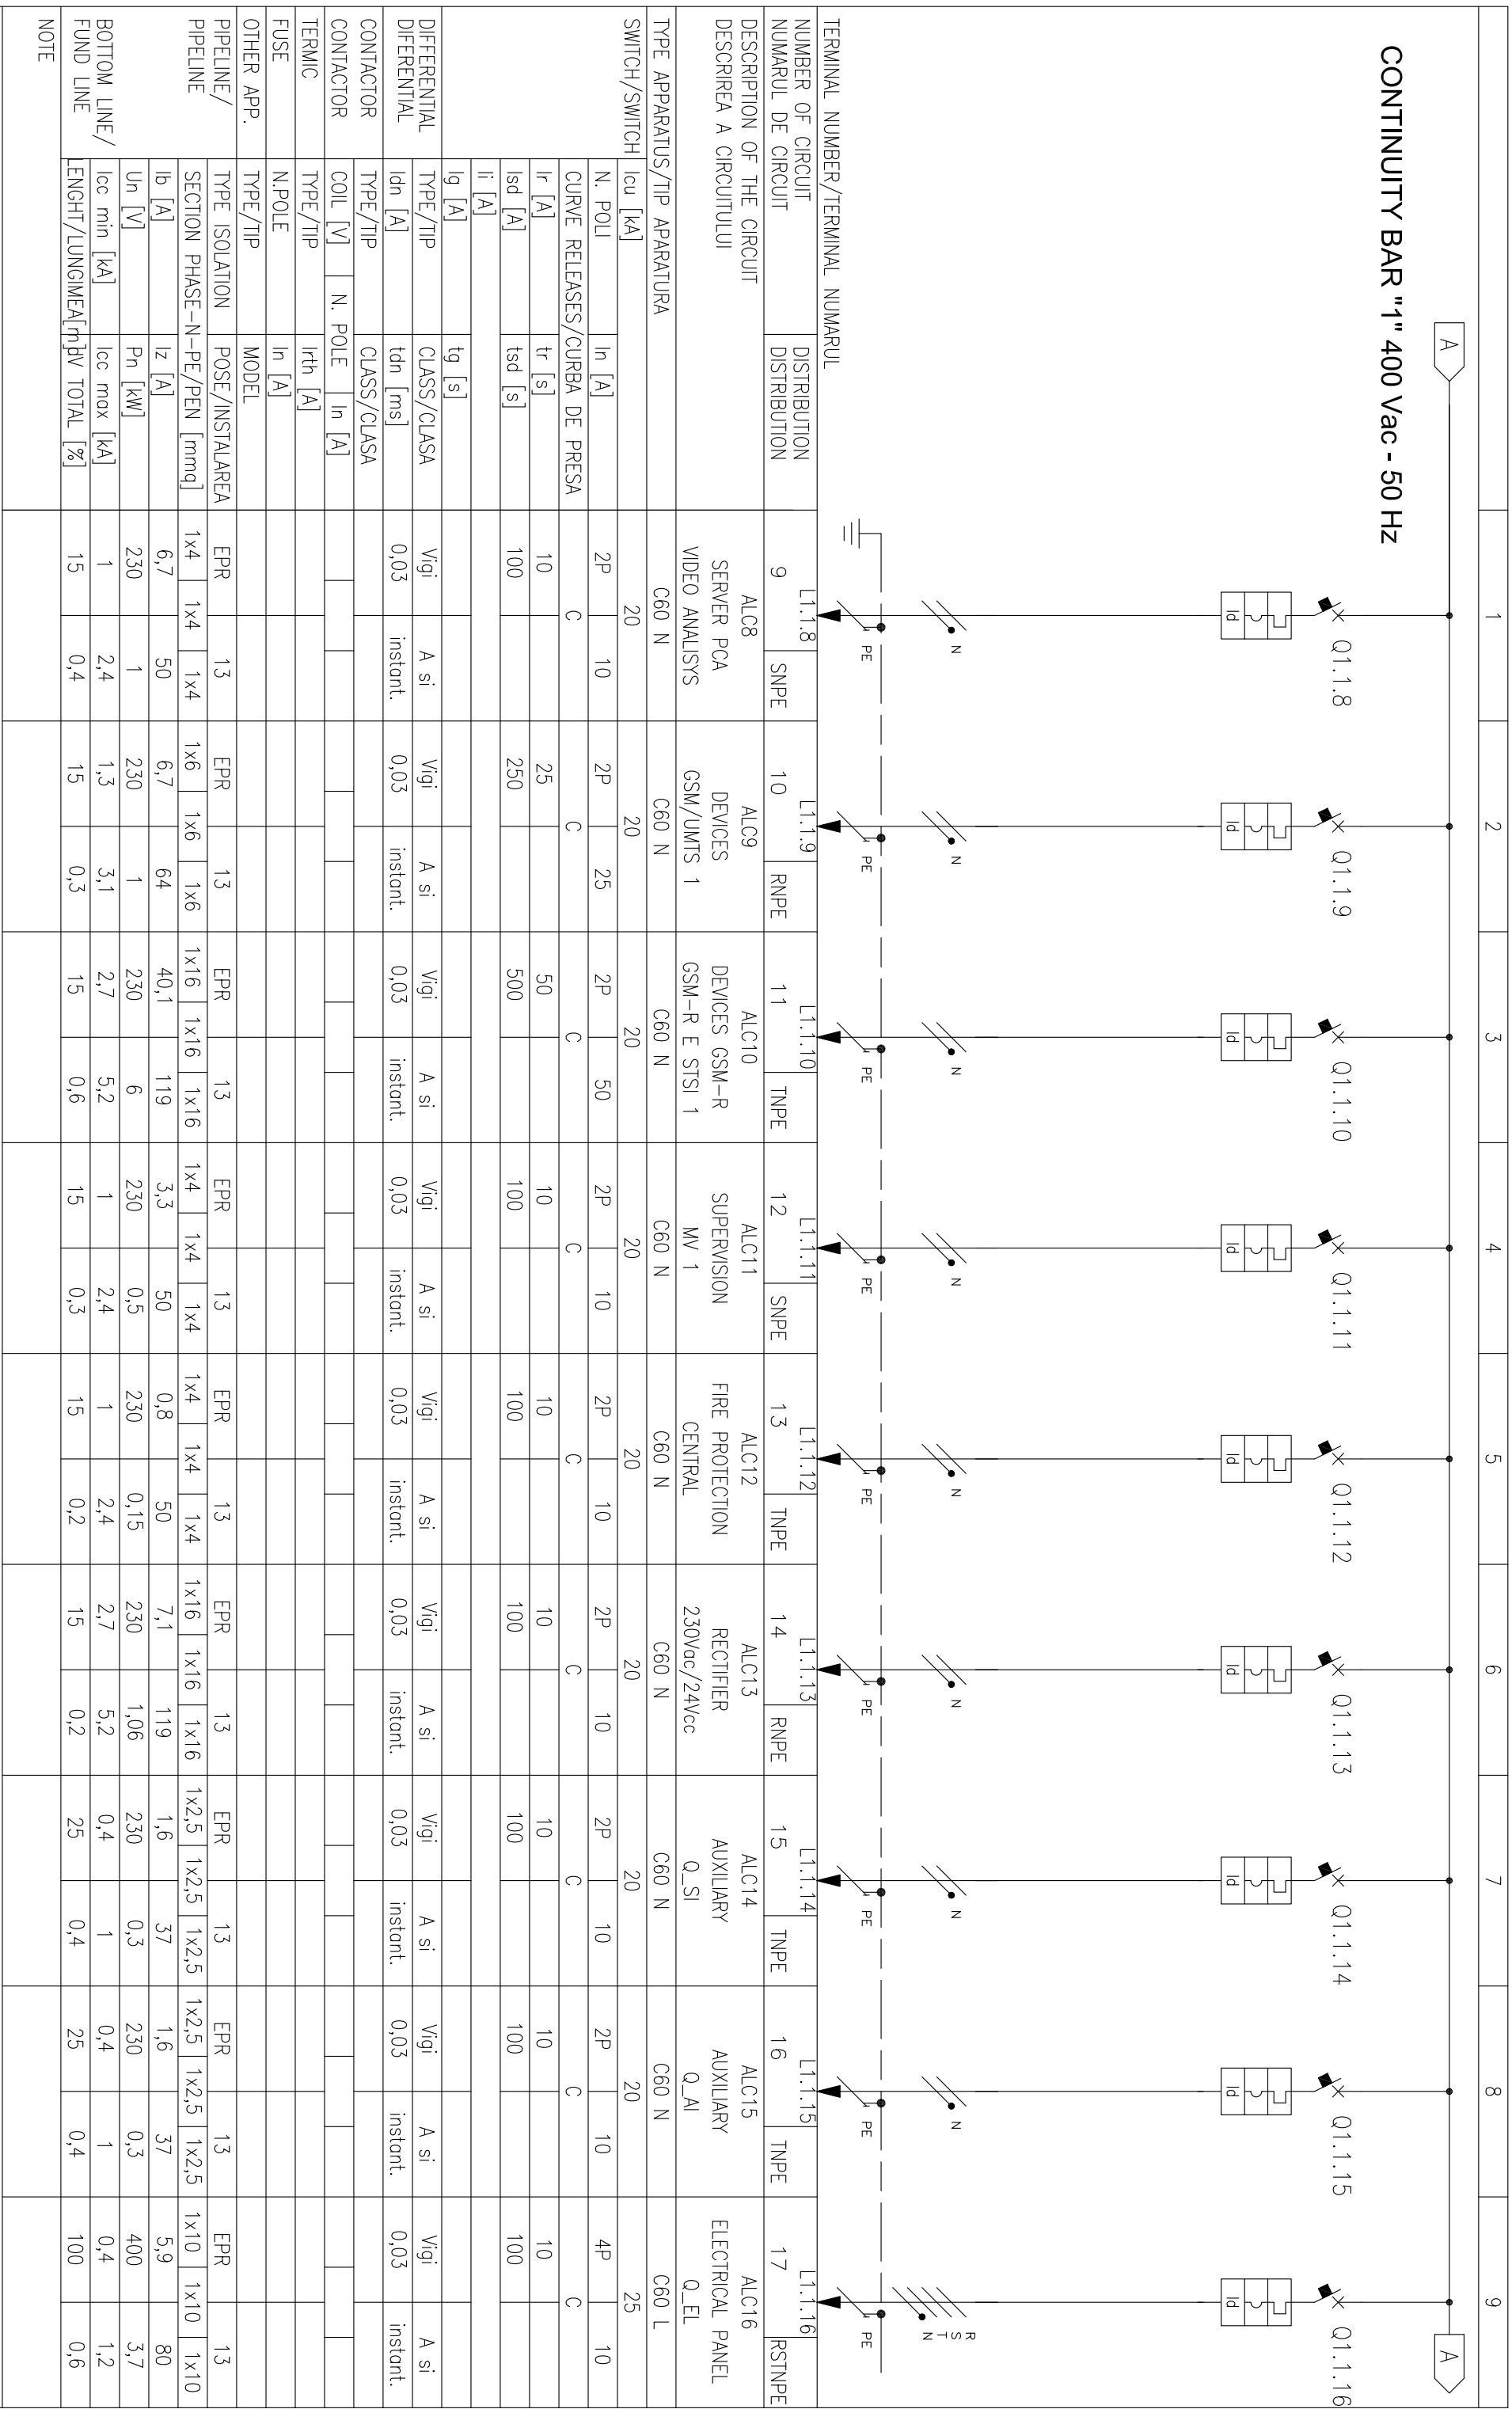 CONTINUITY BAR "1" 400 Vac - 50 Hz
1 2 3 4 5 6 7 8 9
A A
Q1.1.8 Q1.1.9 Q1.1.10 Q1.1.11 Q1.1.12 Q1.1.13 Q1.1.14 Q1.1.15 Q1.1.16
Id Id Id Id Id Id Id Id Id
N N N N N N N N R S T N
PE PE PE PE PE PE PE PE PE
TERMINAL NUMBER/TERMINAL NUMARUL L1.1.8 L1.1.9 L1.1.10 L1.1.11 L1.1.12 L1.1.13 L1.1.14 L1.1.15 L1.1.16
NUMBER OF CIRCUIT DISTRIBUTION
NUMARUL DE CIRCUIT DISTRIBUTION
9 SNPE 10 RNPE 11 TNPE 12 SNPE 13 TNPE 14 RNPE 15 TNPE 16 TNPE 17 RSTNPE
DESCRIPTION OF THE CIRCUIT
DESCRIREA A CIRCUITULUI
ALC8 ALC9 ALC10 ALC11 ALC12 ALC13 ALC14 ALC15 ALC16
SERVER PCA DEVICES DEVICES GSM-R SUPERVISION FIRE PROTECTION RECTIFIER AUXILIARY AUXILIARY ELECTRICAL PANEL
VIDEO ANALISYS GSM/UMTS 1 GSM-R E STSI 1 MV 1 CENTRAL 230Vac/24Vcc Q_SI Q_AI Q_EL
TYPE APPARATUS/TIP APARATURA C60 N C60 N C60 N C60 N C60 N C60 N C60 N C60 N C60 L
SWITCH/SWITCH Icu [kA] 20 20 20 20 20 20 20 20 25
N. POLI In [A] 2P 10 2P 25 2P 50 2P 10 2P 10 2P 10 2P 10 2P 10 4P 10
CURVE RELEASES/CURBA DE PRESA C C C C C C C C C
Ir [A] tr [s] 10 25 50 10 10 10 10 10 10
Isd [A] tsd [s] 100 250 500 100 100 100 100 100 100
Ii [A]
Ig [A] tg [s]
DIFFERENTIAL TYPE/TIP CLASS/CLASA Vigi A si Vigi A si Vigi A si Vigi A si Vigi A si Vigi A si Vigi A si Vigi A si Vigi A si
DIFERENTIAL Idn [A] tdn [ms] 0,03 instant. 0,03 instant. 0,03 instant. 0,03 instant. 0,03 instant. 0,03 instant. 0,03 instant. 0,03 instant. 0,03 instant.
CONTACTOR TYPE/TIP CLASS/CLASA
CONTACTOR COIL [V] N. POLE In [A]
TERMIC TYPE/TIP Irth [A]
FUSE N.POLE In [A]
OTHER APP. TYPE/TIP MODEL
PIPELINE/ TYPE ISOLATION POSE/INSTALAREA EPR 13 EPR 13 EPR 13 EPR 13 EPR 13 EPR 13 EPR 13 EPR 13 EPR 13
PIPELINE SECTION PHASE-N-PE/PEN [mmq] 1x4 1x4 1x4 1x6 1x6 1x6 1x16 1x16 1x16 1x4 1x4 1x4 1x4 1x4 1x4 1x16 1x16 1x16 1x2,5 1x2,5 1x2,5 1x2,5 1x2,5 1x2,5 1x10 1x10 1x10
Ib [A] Iz [A] 6,7 50 6,7 64 40,1 119 3,3 50 0,8 50 7,1 119 1,6 37 1,6 37 5,9 80
Un [V] Pn [kW] 230 1 230 1 230 6 230 0,5 230 0,15 230 1,06 230 0,3 230 0,3 400 3,7
BOTTOM LINE/ Icc min [kA] Icc max [kA] 1 2,4 1,3 3,1 2,7 5,2 1 2,4 1 2,4 2,7 5,2 0,4 1 0,4 1 0,4 1,2
FUND LINE LENGHT/LUNGIMEA[m] dV TOTAL [%] 15 0,4 15 0,3 15 0,6 15 0,3 15 0,2 15 0,2 25 0,4 25 0,4 100 0,6
NOTE